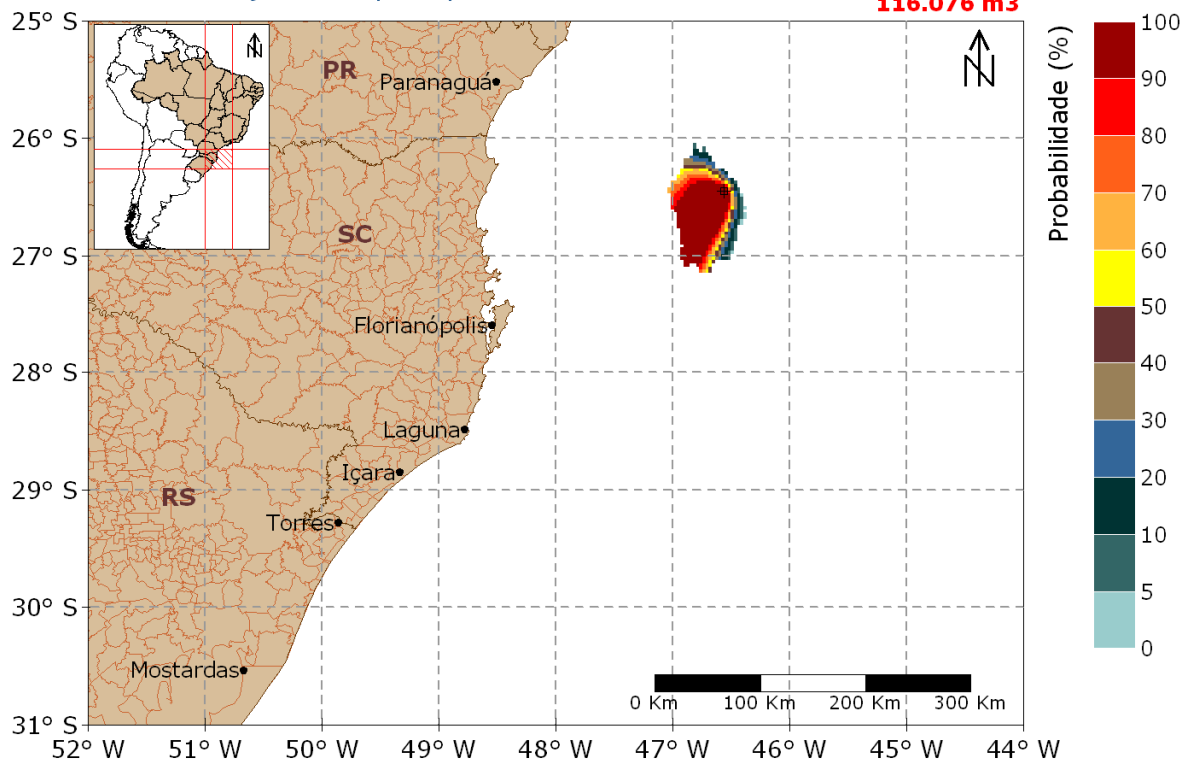 116.076 m3
25° S
26° S
27° S
28° S
29° S
30° S
31° S
52° W
51° W
50° W
49° W
48° W
47° W
46° W
45° W
44° W
N
N
PR
Paranaguá
SC
Florianópolis
Laguna
Içara
RS
Torres
Mostardas
0 Km
100 Km
200 Km
300 Km
Probabilidade (%)
100
90
80
70
60
50
40
30
20
10
5
0